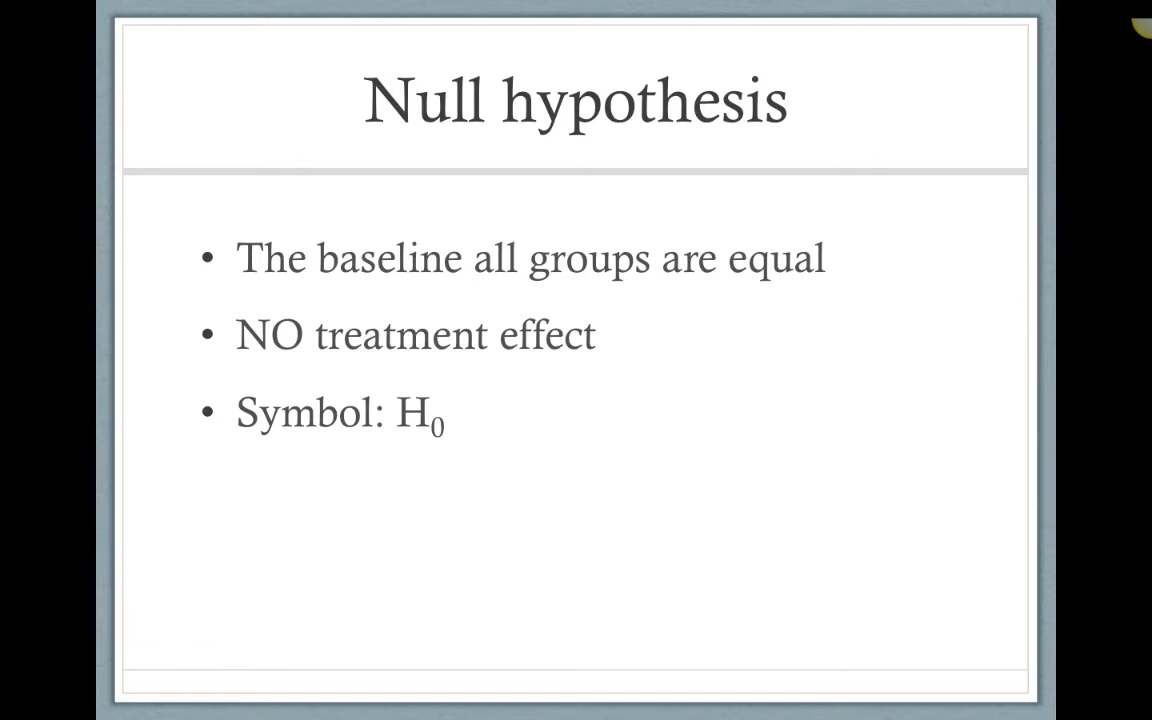 Null hypothesis
• The baseline all groups are equal
• NO treatment effect
• Symbol: H₀